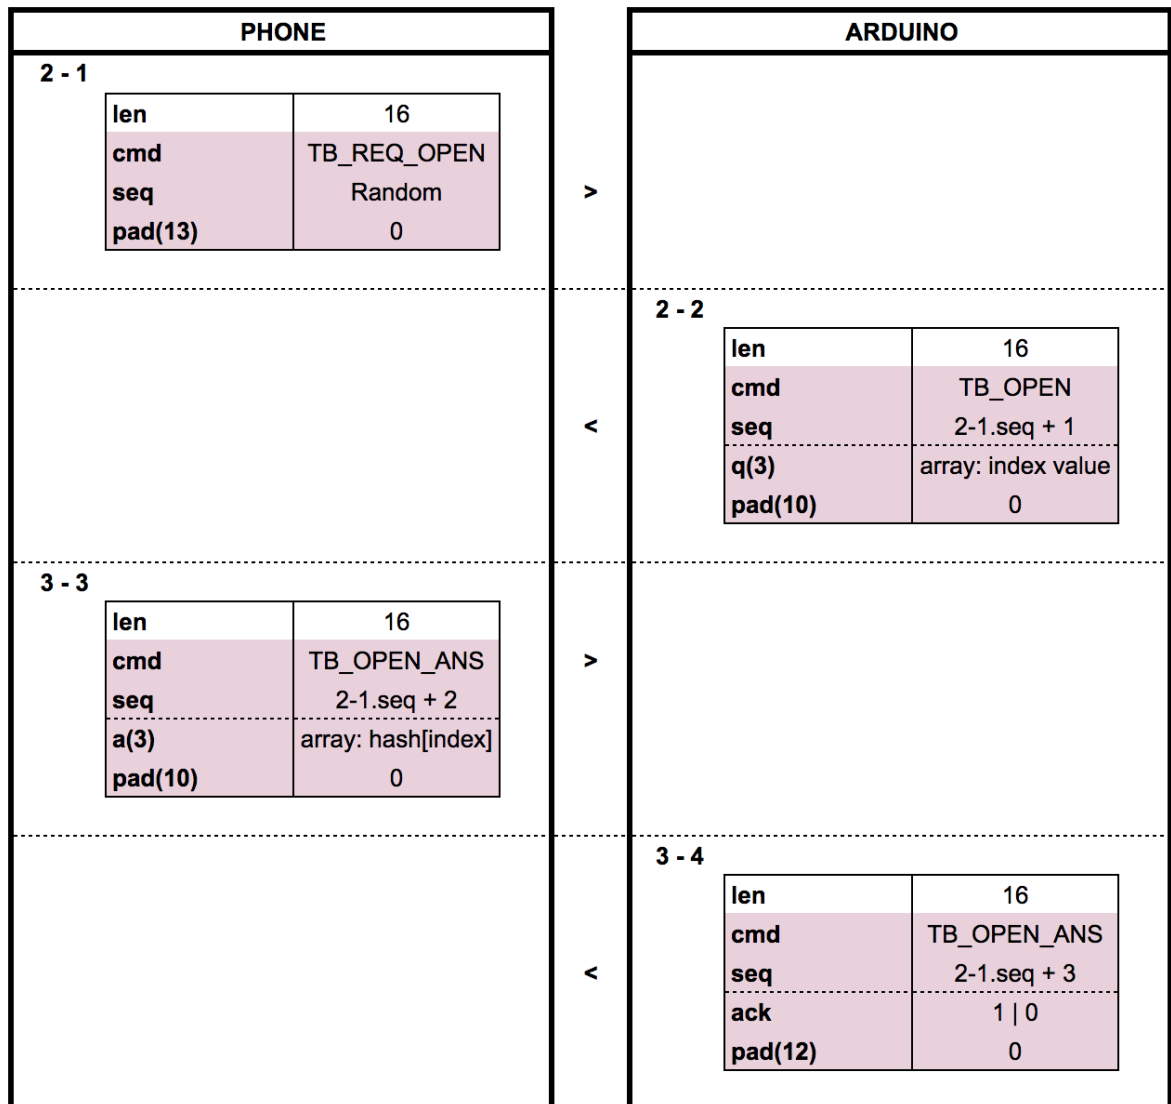 PHONE ARDUINO
2 - 1
len 16
cmd TB_REQ_OPEN
seq Random
pad(13) 0
>
2 - 2
len 16
cmd TB_OPEN
seq 2-1.seq + 1
q(3) array: index value
pad(10) 0
<
3 - 3
len 16
cmd TB_OPEN_ANS
seq 2-1.seq + 2
a(3) array: hash[index]
pad(10) 0
>
3 - 4
len 16
cmd TB_OPEN_ANS
seq 2-1.seq + 3
ack 1 | 0
pad(12) 0
<